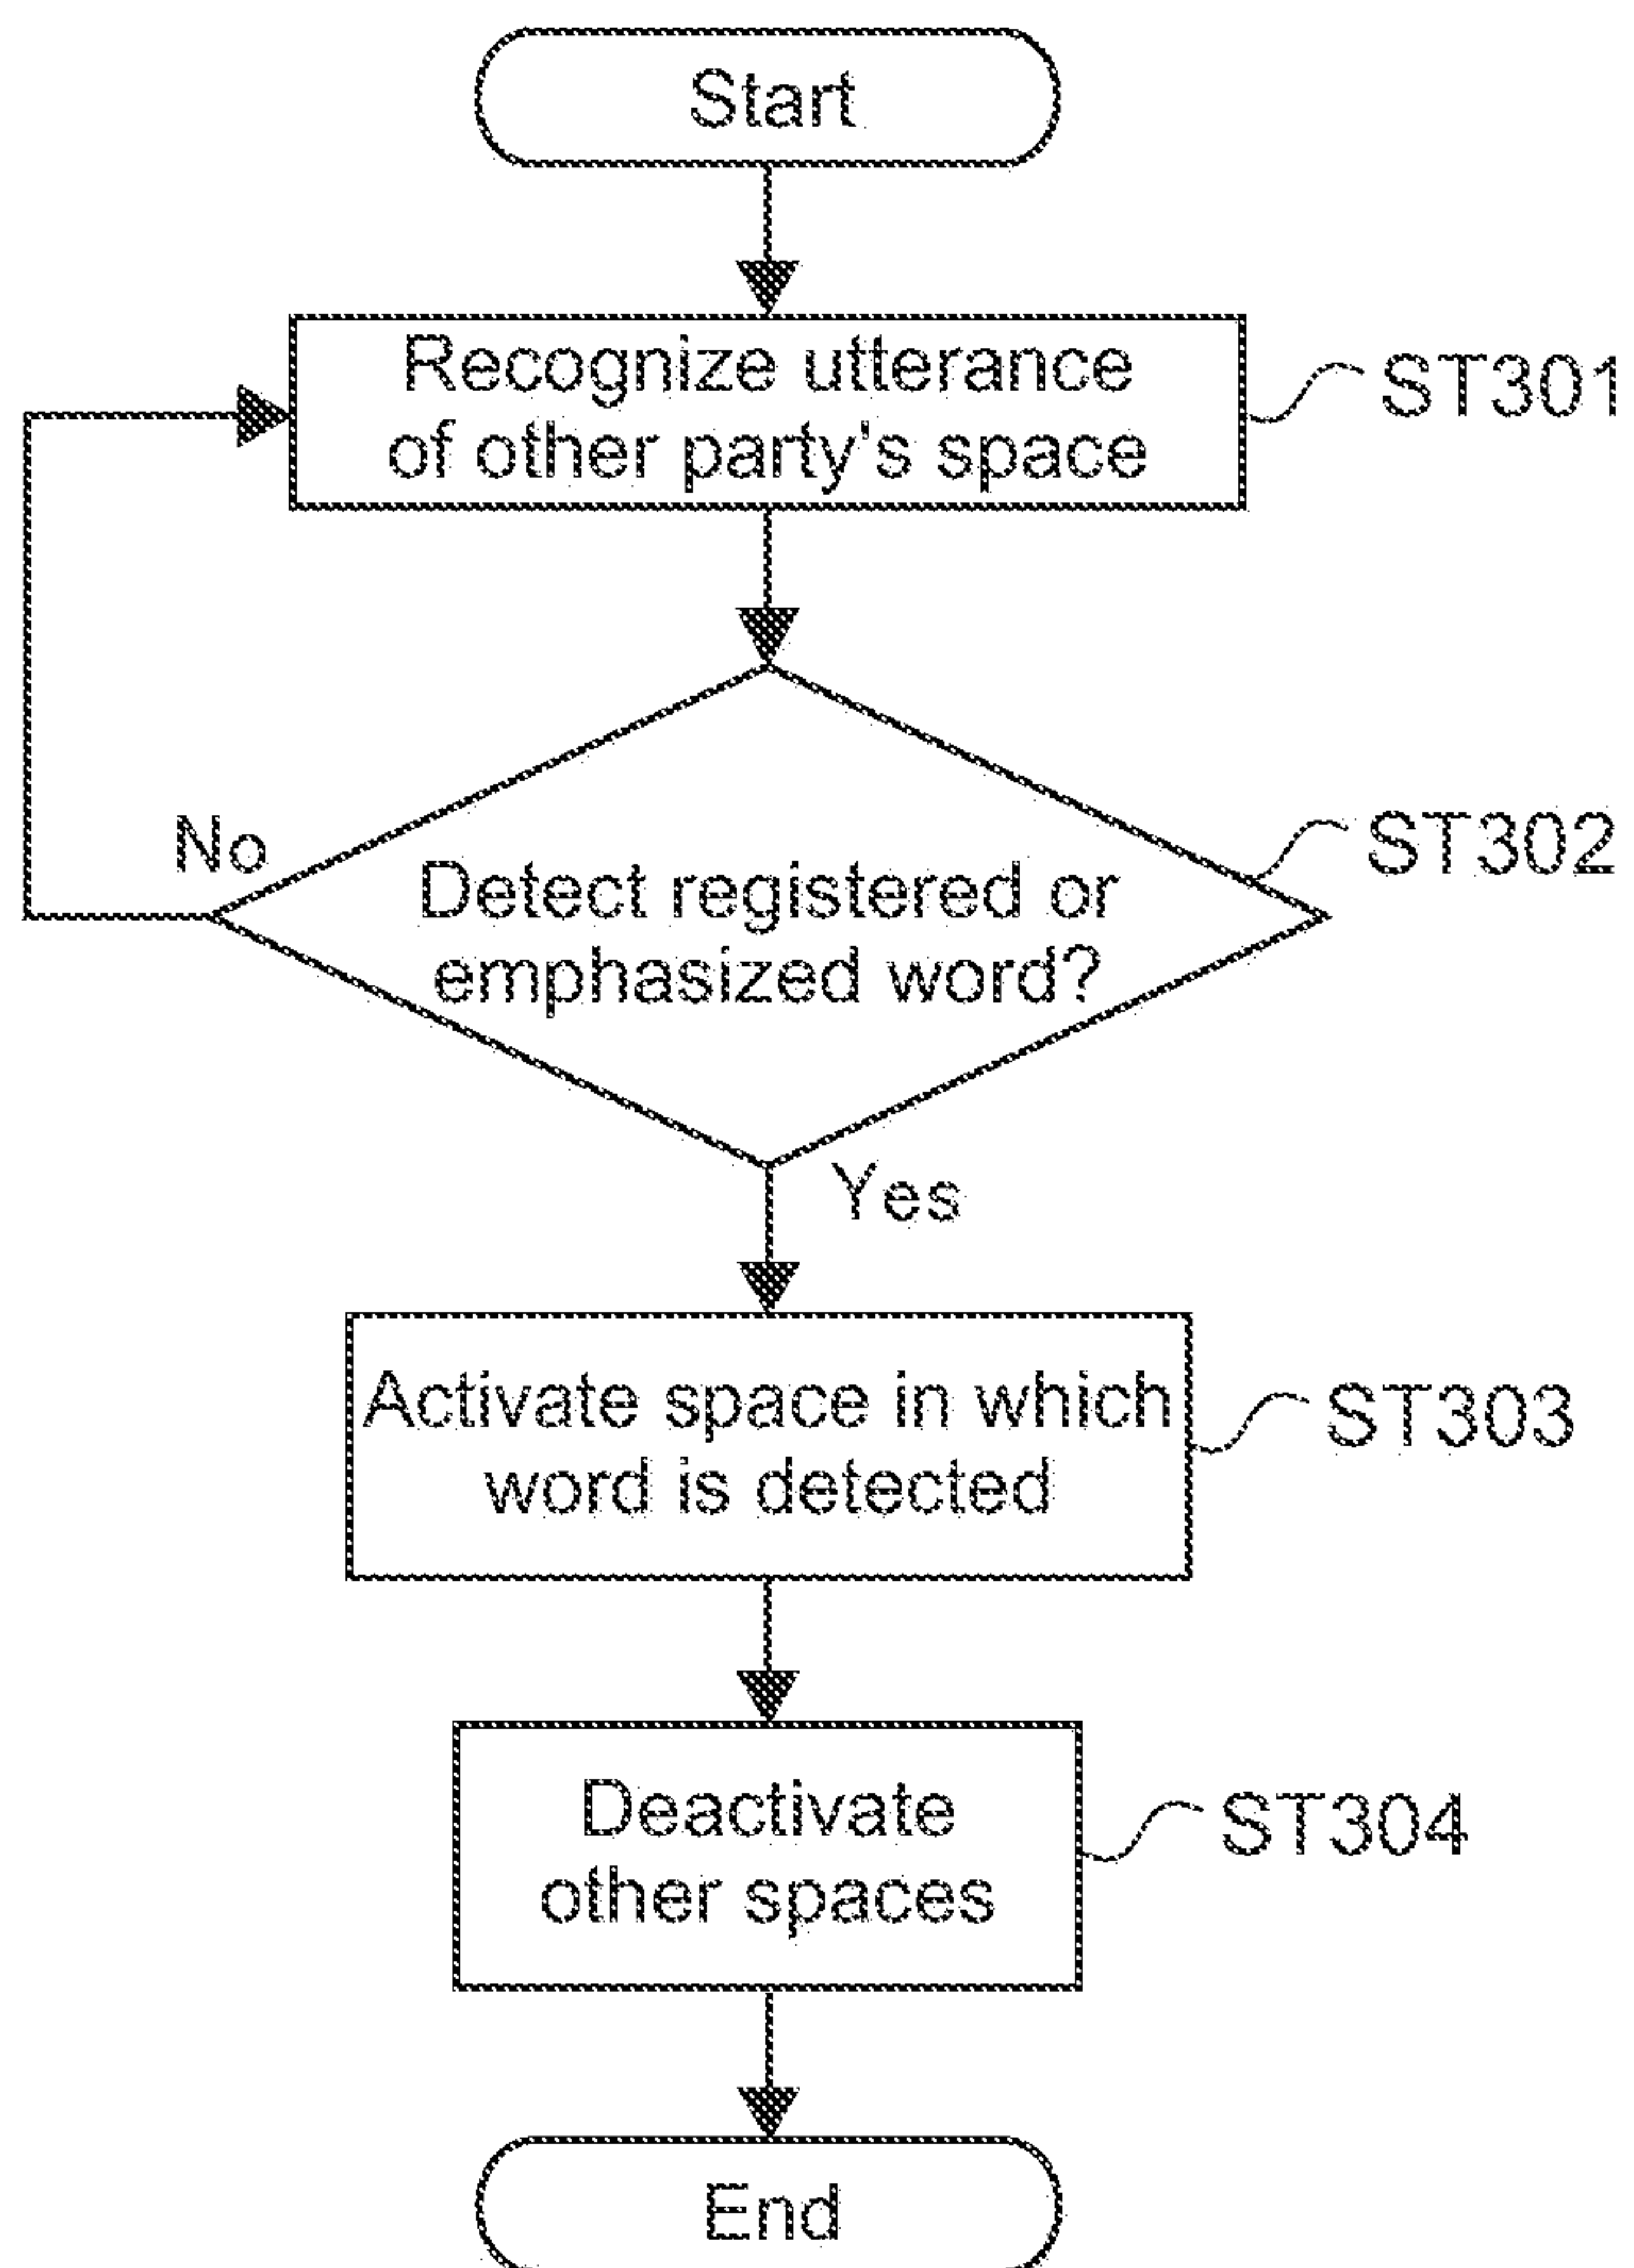 Start
Recognize utterance
of other party's space
ST301
No
Detect registered or
emphasized word?
ST302
Yes
Activate space in which
word is detected
ST303
Deactivate
other spaces
ST304
End